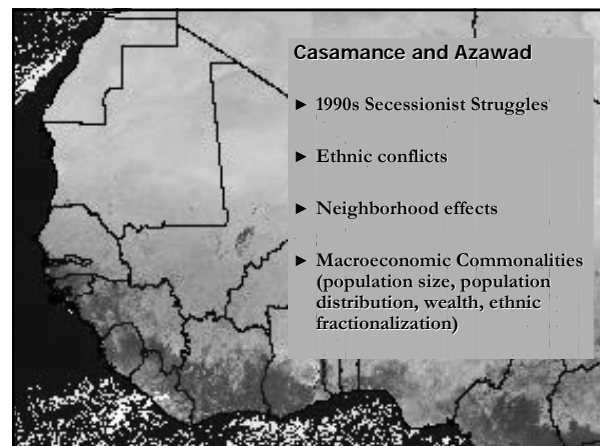 Casamance and Azawad
► 1990s Secessionist Struggles
► Ethnic conflicts
► Neighborhood effects
► Macroeconomic Commonalities
(population size, population
distribution, wealth, ethnic
fractionalization)